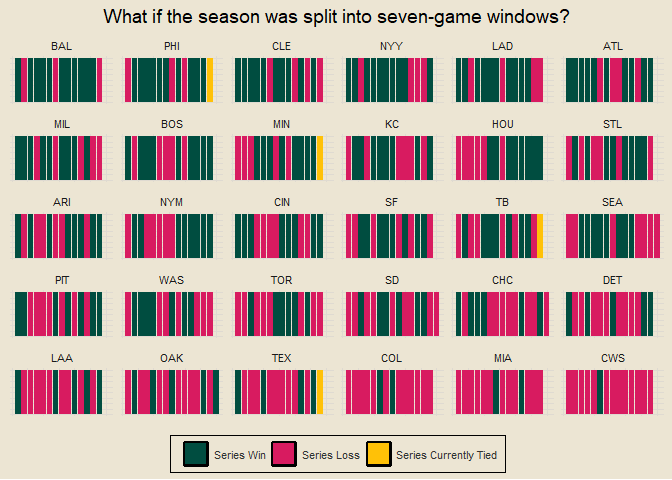 What if the season was split into seven-game windows?
BAL PHI CLE NYY LAD ATL
MIL BOS MIN KC HOU STL
ARI NYM CIN SF TB SEA
PIT WAS TOR SD CHC DET
LAA OAK TEX COL MIA CWS
Series Win Series Loss Series Currently Tied